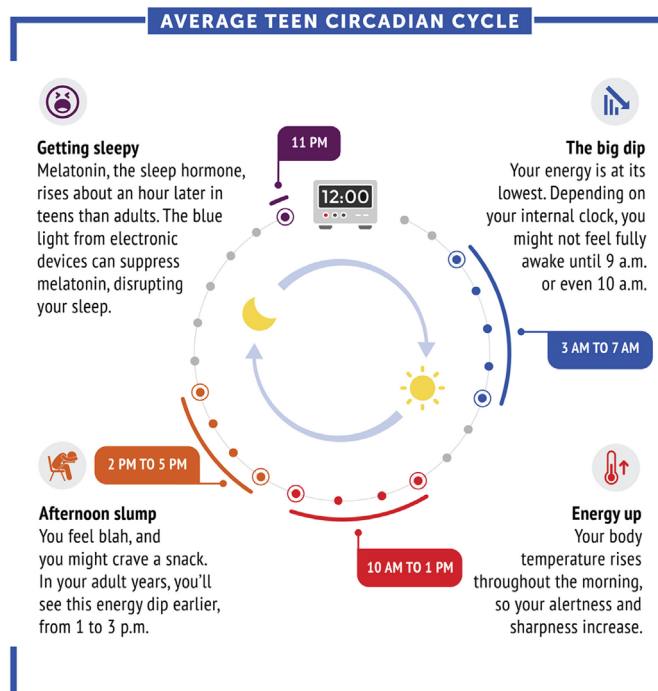 AVERAGE TEEN CIRCADIAN CYCLE
Getting sleepy
Melatonin, the sleep hormone,
rises about an hour later in
teens than adults. The blue
light from electronic
devices can suppress
melatonin, disrupting
your sleep.
11 PM
12:00
The big dip
Your energy is at its
lowest. Depending on
your internal clock, you
might not feel fully
awake until 9 a.m.
or even 10 a.m.
3 AM TO 7 AM
2 PM TO 5 PM
Afternoon slump
You feel blah, and
you might crave a snack.
In your adult years, you’ll
see this energy dip earlier,
from 1 to 3 p.m.
10 AM TO 1 PM
Energy up
Your body
temperature rises
throughout the morning,
so your alertness and
sharpness increase.